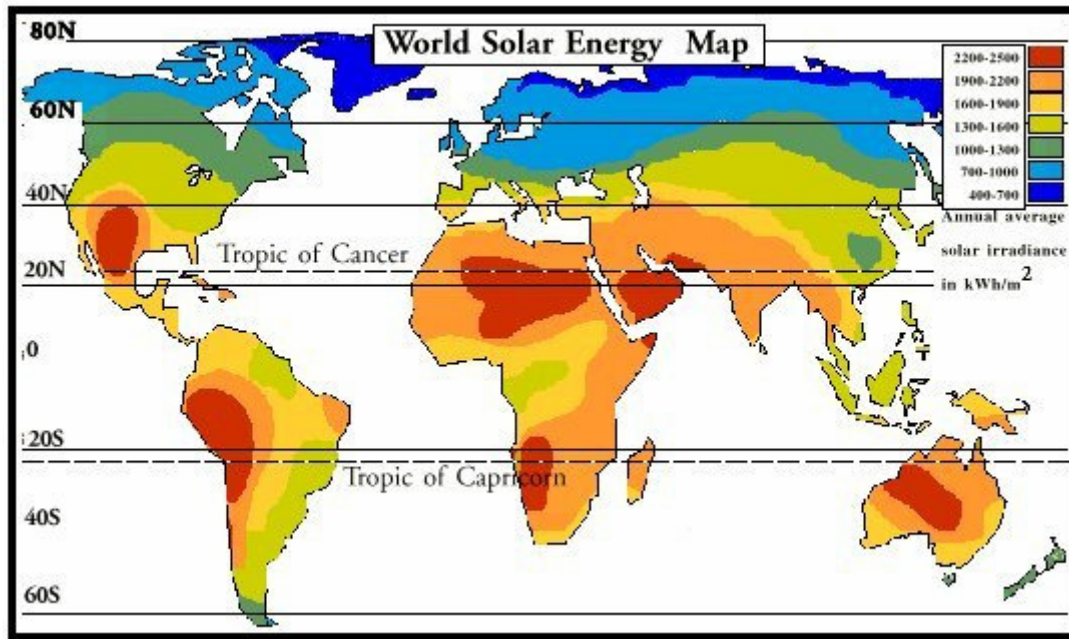 80N
World Solar Energy Map
2200-2500
1900-2200
1600-1900
1300-1600
1000-1300
700-1000
400-700
Annual average
solar irradiance
in kWh/m2
60N
40N
Tropic of Cancer
20N
0
20S
Tropic of Capricorn
40S
60S